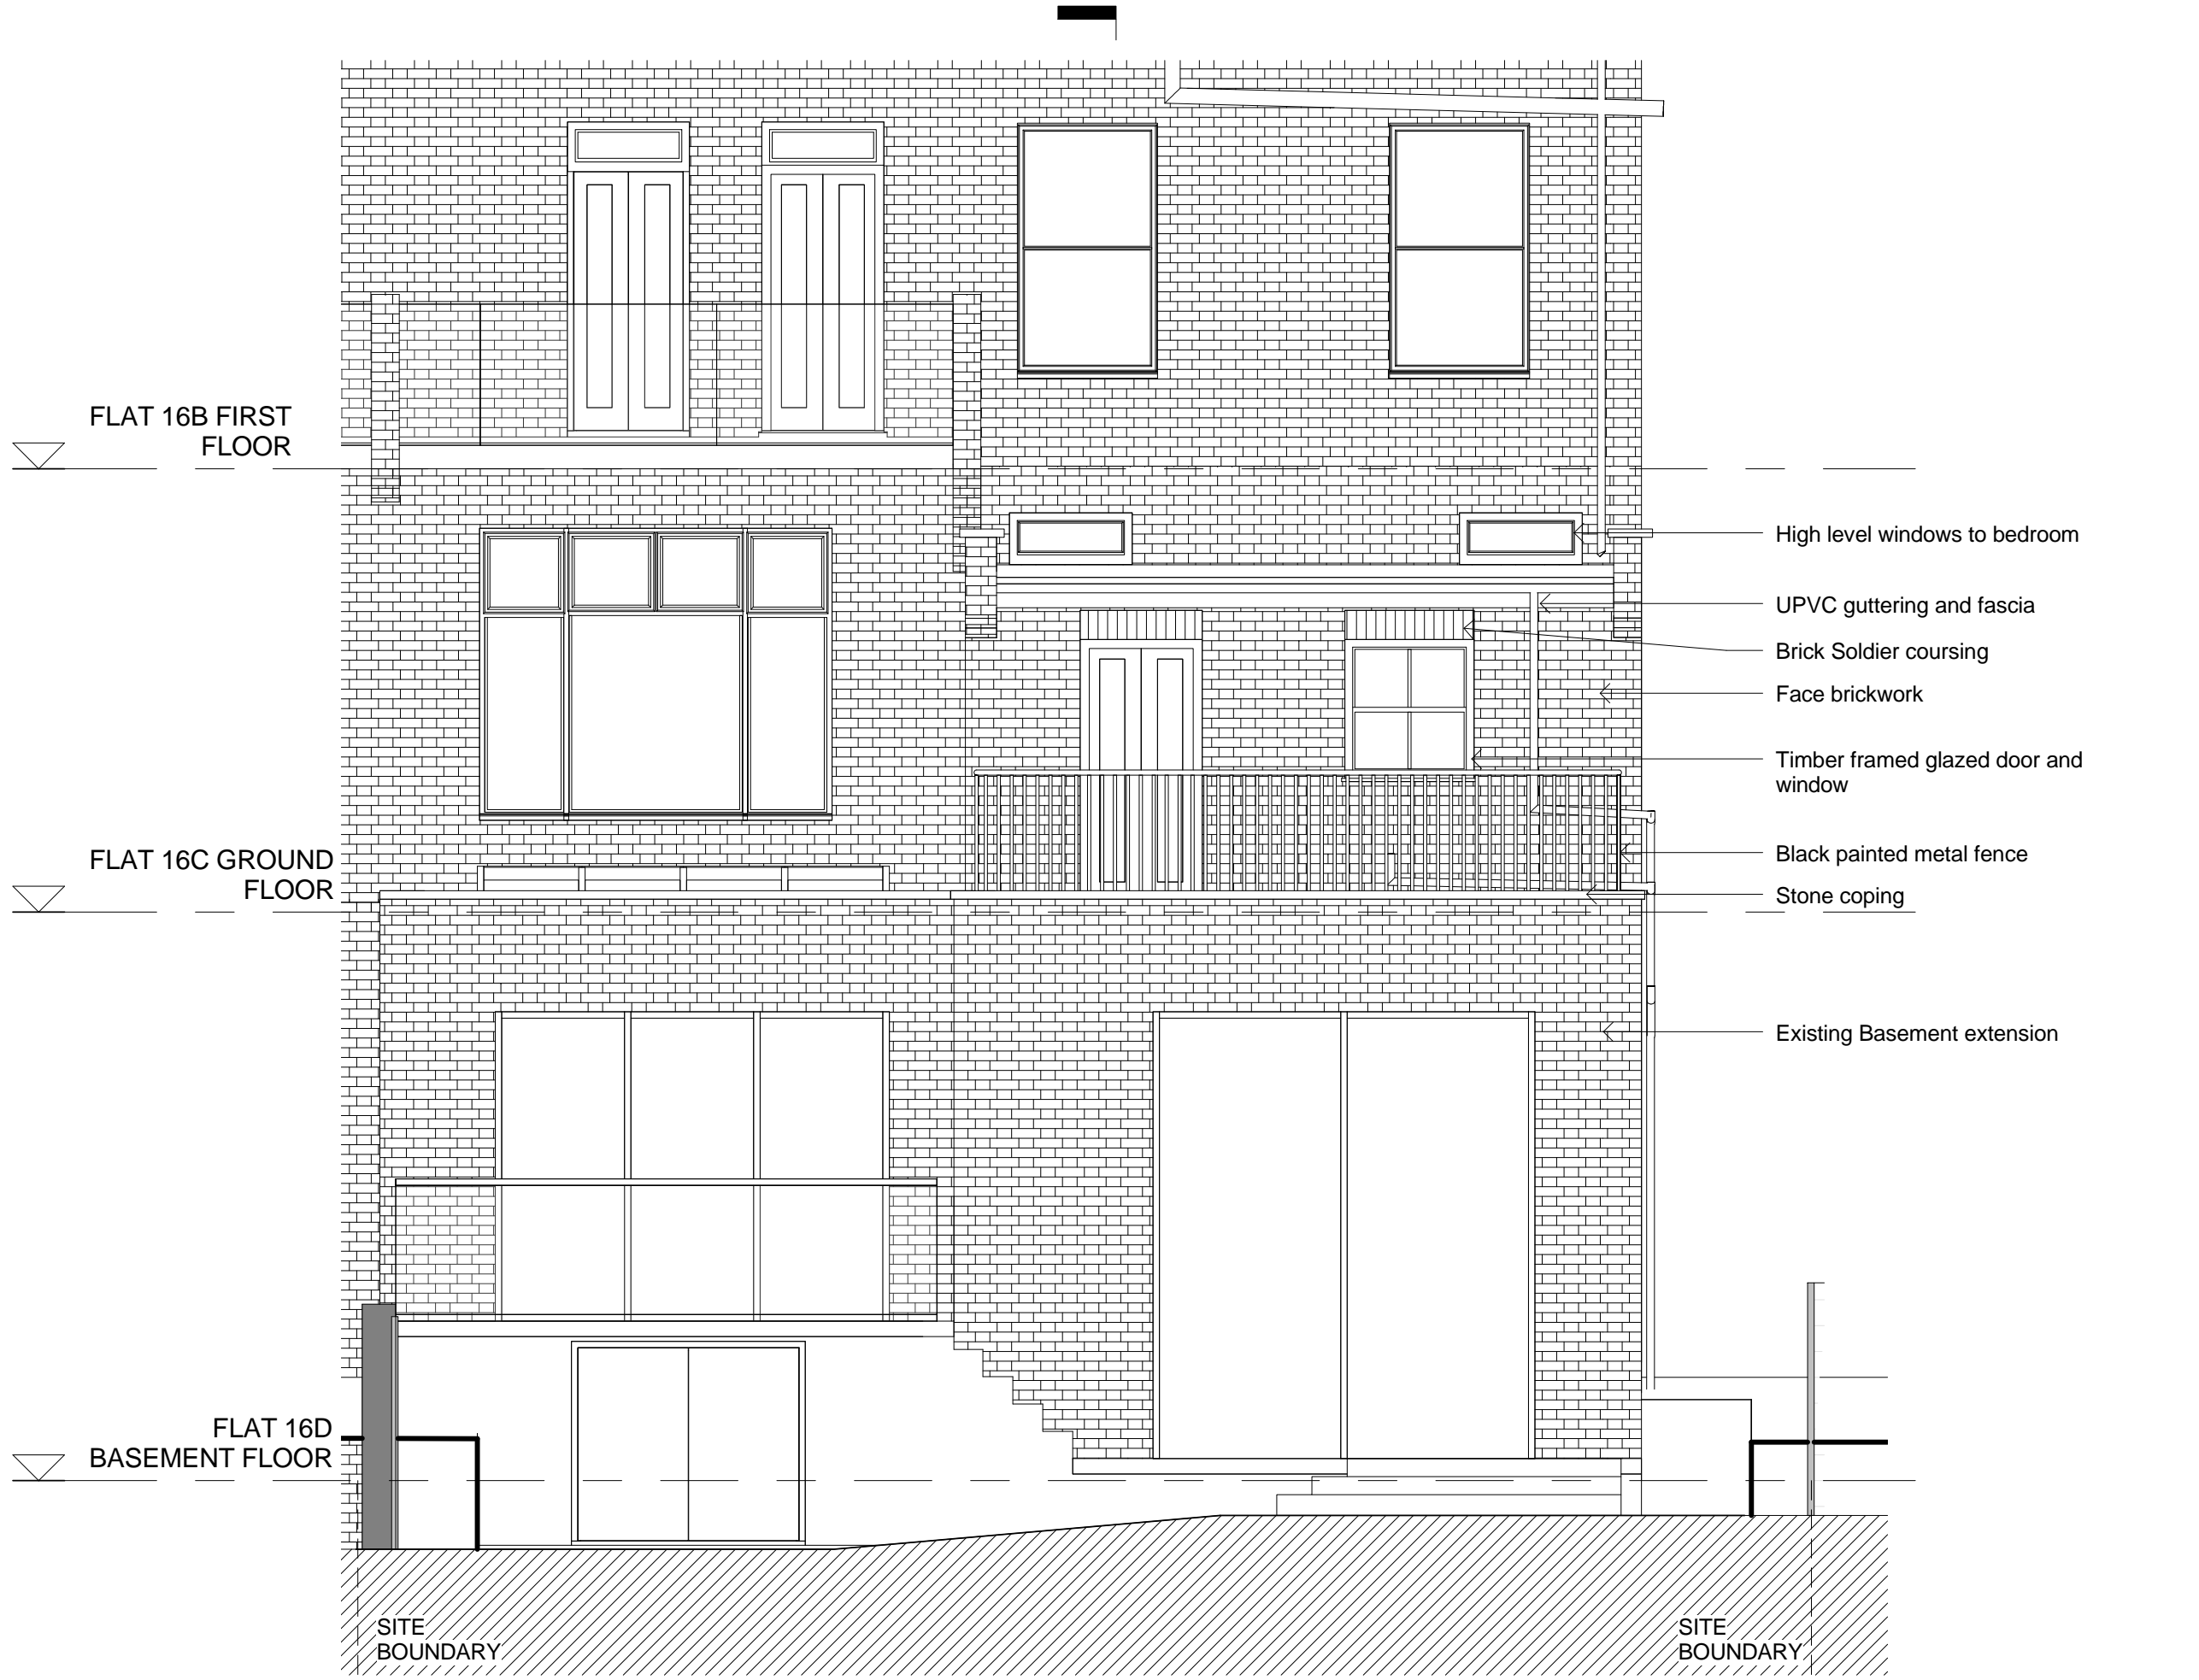 FLAT 16B FIRST
FLOOR
High level windows to bedroom
UPVC guttering and fascia
Brick Soldier coursing
Face brickwork
Timber framed glazed door and
window
FLAT 16C GROUND
FLOOR
Black painted metal fence
Stone coping
Existing Basement extension
FLAT 16D
BASEMENT FLOOR
SITE
BOUNDARY
SITE
BOUNDARY